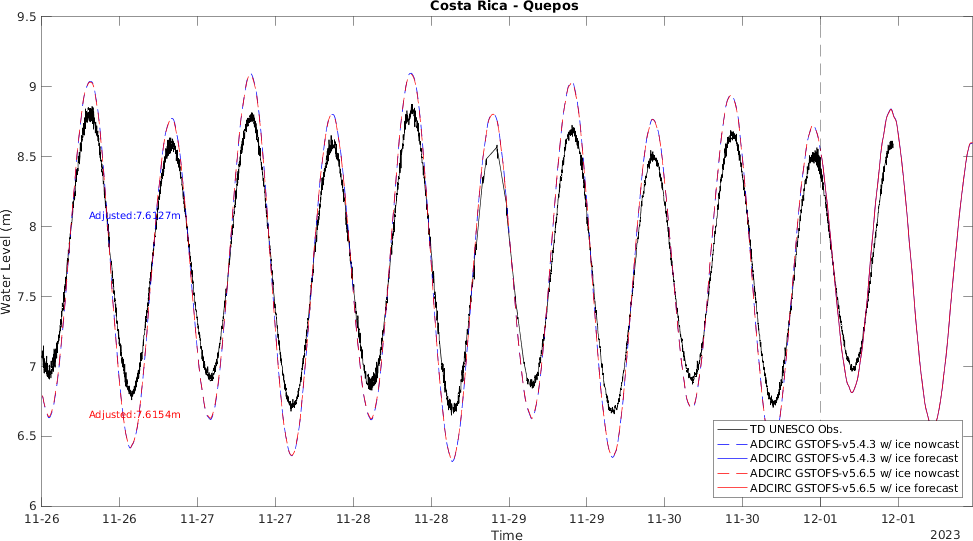 Costa Rica - Quepos
9.5
9
8.5
8
7.5
7
6.5
6
Water Level (m)
Adjusted:7.6127m
Adjusted:7.6154m
TD UNESCO Obs.
ADCIRC GSTOFS-v5.4.3 w/ ice nowcast
ADCIRC GSTOFS-v5.4.3 w/ ice forecast
ADCIRC GSTOFS-v5.6.5 w/ ice nowcast
ADCIRC GSTOFS-v5.6.5 w/ ice forecast
11-26 11-26 11-27 11-27 11-28 11-28 11-29 11-29 11-30 11-30 12-01 12-01
Time
2023